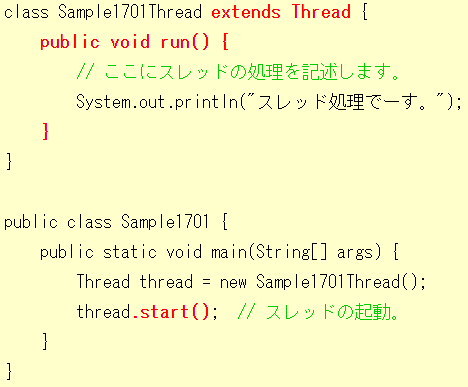 class Sample1701Thread extends Thread {
    public void run() {
        // ここにスレッドの処理を記述します。
        System.out.println("スレッド処理でーす。");
    }
}

public class Sample1701 {
    public static void main(String[] args) {
        Thread thread = new Sample1701Thread();
        thread.start();  // スレッドの起動。
    }
}